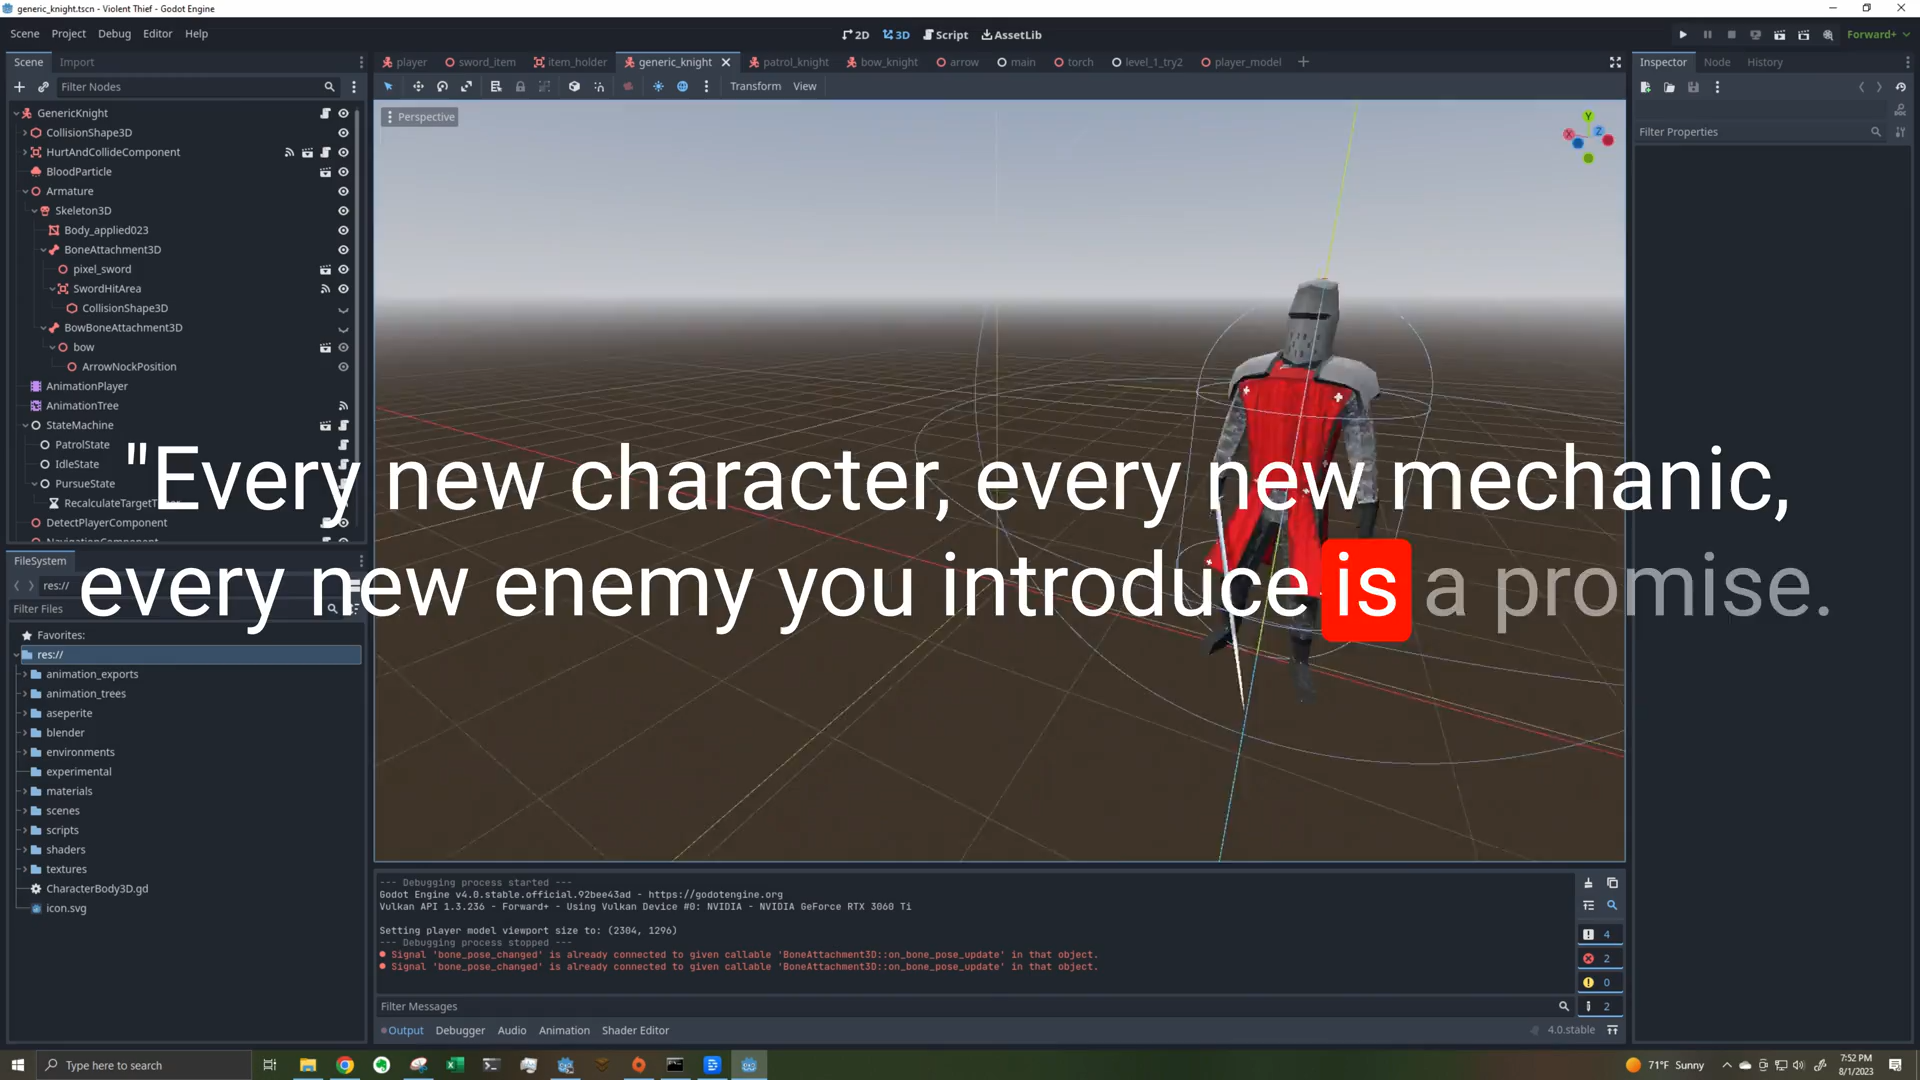 generic_knight.tscn - Violent Thief - Godot Engine
Scene Project Debug Editor Help
2D 3D Script AssetLib
Forward+
Scene Import
player sword_item item_holder generic_knight patrol_knight bow_knight arrow main torch level_1_try2 player_model
Inspector Node History
Filter Nodes
Transform View
GenericKnight
CollisionShape3D
HurtAndCollideComponent
BloodParticle
Armature
Skeleton3D
Body_applied023
BoneAttachment3D
pixel_sword
SwordHitArea
CollisionShape3D
BowBoneAttachment3D
bow
ArrowNockPosition
AnimationPlayer
AnimationTree
StateMachine
PatrolState
IdleState
PursueState
RecalculateTargetTimer
DetectPlayerComponent
NavigationComponent
Perspective
Y
X
Z
Filter Properties
"Every new character, every new mechanic,
every new enemy you introduce is a promise.
FileSystem
res://
Filter Files
Favorites:
res://
animation_exports
animation_trees
aseperite
blender
environments
experimental
materials
scenes
scripts
shaders
textures
CharacterBody3D.gd
icon.svg
--- Debugging process started ---
Godot Engine v4.0.stable.official.92bee43ad - https://godotengine.org
Vulkan API 1.3.236 - Forward+ - Using Vulkan Device #0: NVIDIA - NVIDIA GeForce RTX 3060 Ti
Setting player model viewport size to: (2304, 1296)
--- Debugging process stopped ---
Signal 'bone_pose_changed' is already connected to given callable 'BoneAttachment3D::on_bone_pose_update' in that object.
Signal 'bone_pose_changed' is already connected to given callable 'BoneAttachment3D::on_bone_pose_update' in that object.
4
2
0
2
Filter Messages
Output Debugger Audio Animation Shader Editor
4.0.stable
Type here to search
71°F Sunny
7:52 PM
8/1/2023